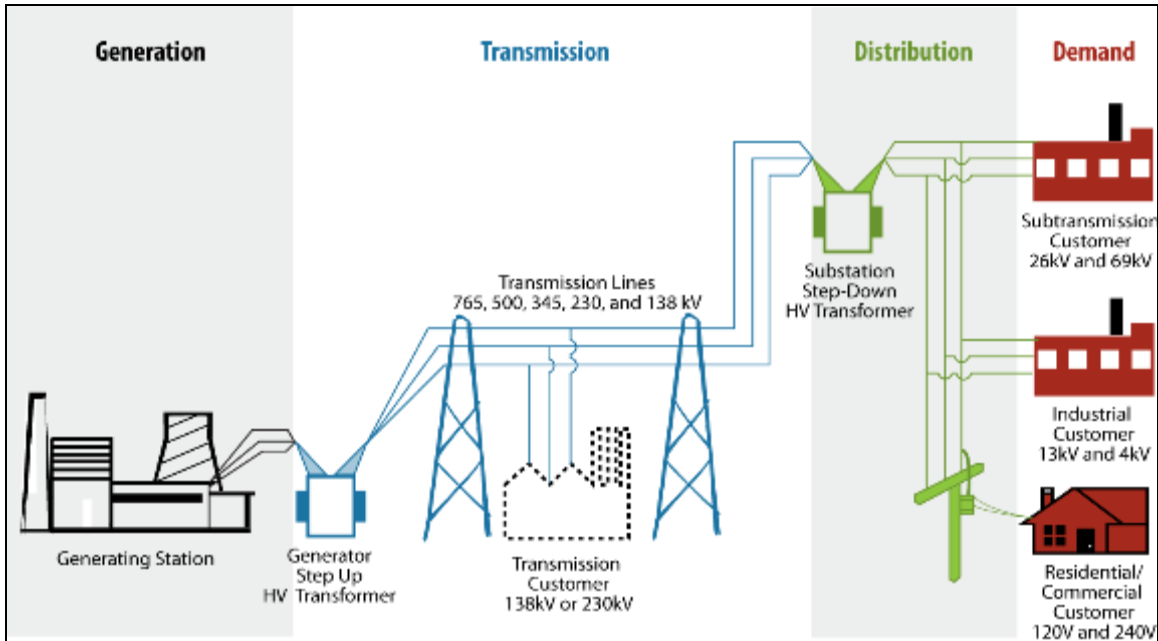 Generation
Transmission
Distribution
Demand
Transmission Lines
765, 500, 345, 230, and 138 kV
Substation
Step-Down
HV Transformer
Subtransmission
Customer
26kV and 69kV
Industrial
Customer
13kV and 4kV
Generating Station
Generator
Step Up
HV Transformer
Transmission
Customer
138kV or 230kV
Residential/
Commercial
Customer
120V and 240V